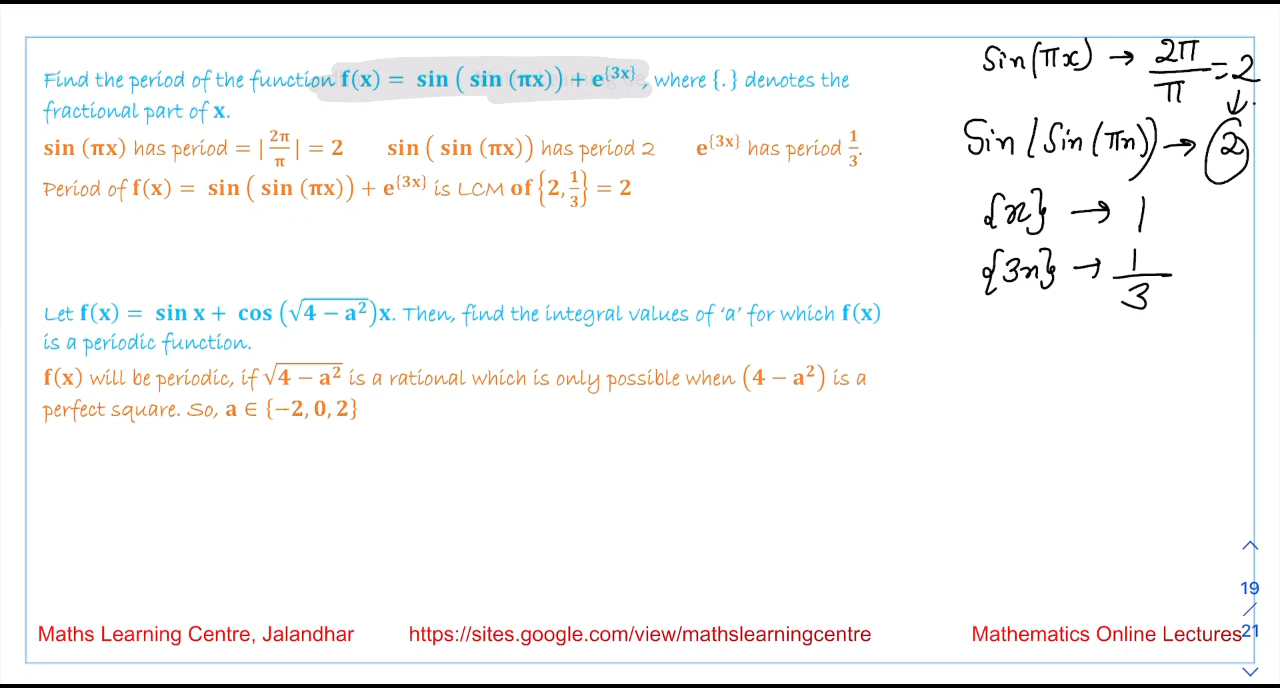 Find the period of the function f(x) = sin ( sin (πx)) + e^{3x}, where {.} denotes the
fractional part of x.
sin (πx) has period = |2π/π| = 2 sin ( sin (πx)) has period 2 e^{3x} has period 1/3.
Period of f(x) = sin ( sin (πx)) + e^{3x} is LCM of {2, 1/3} = 2
Let f(x) = sin x + cos (√4 − a²)x. Then, find the integral values of ‘a’ for which f(x)
is a periodic function.
f(x) will be periodic, if √4 − a² is a rational which is only possible when (4 − a²) is a
perfect square. So, a ∈ {−2, 0, 2}
Sin(πx) → 2π/π = 2
↓
Sin(Sin(πx)) → 2
{x} → 1
{3x} → 1/3
19
/
21
Maths Learning Centre, Jalandhar https://sites.google.com/view/mathslearningcentre Mathematics Online Lectures